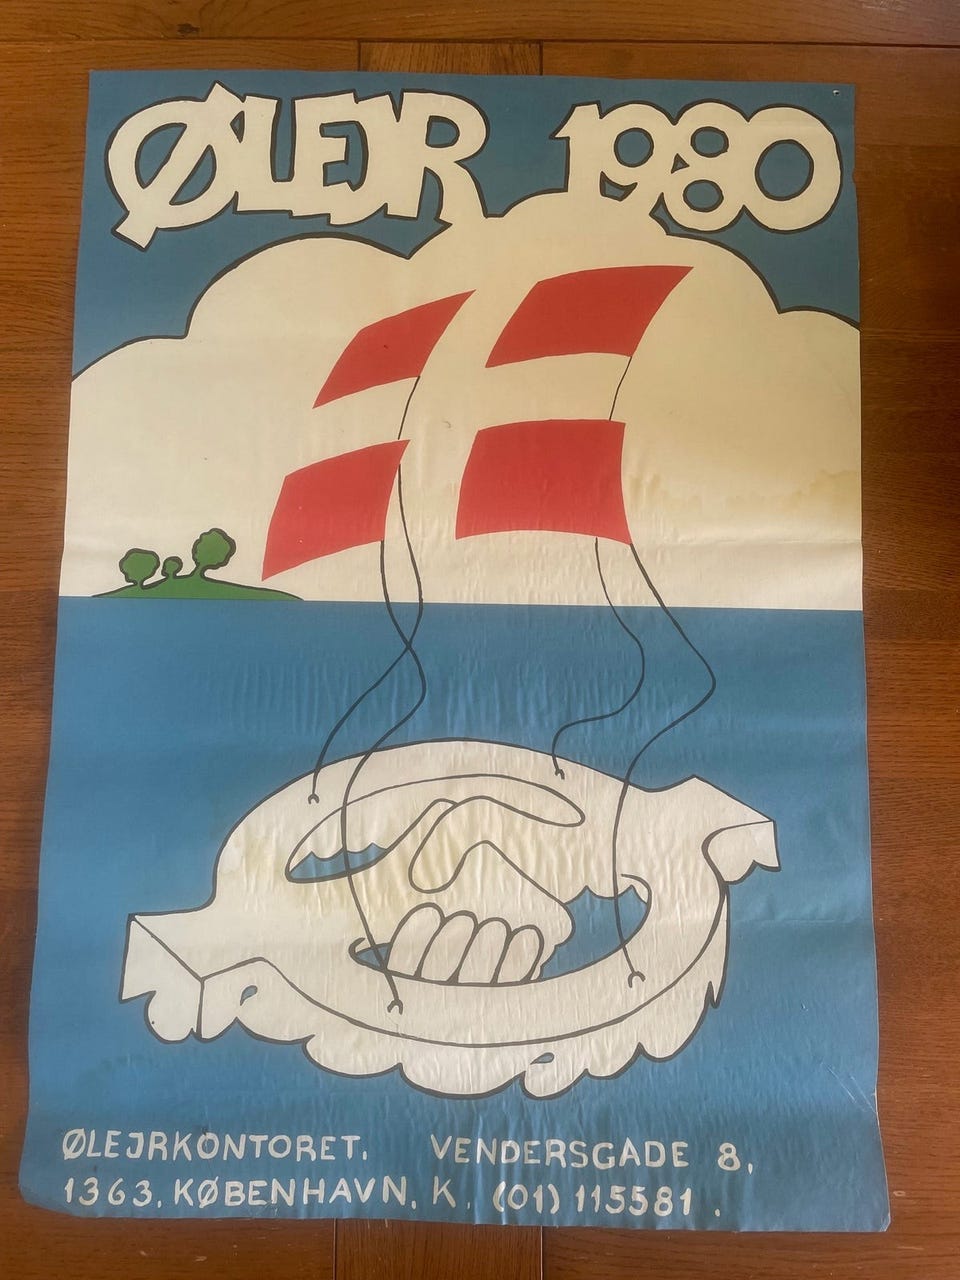 ØLEJR 1980
ØLEJRKONTORET. VENDERSGADE 8.
1363. KØBENHAVN. K. (01) 115581.